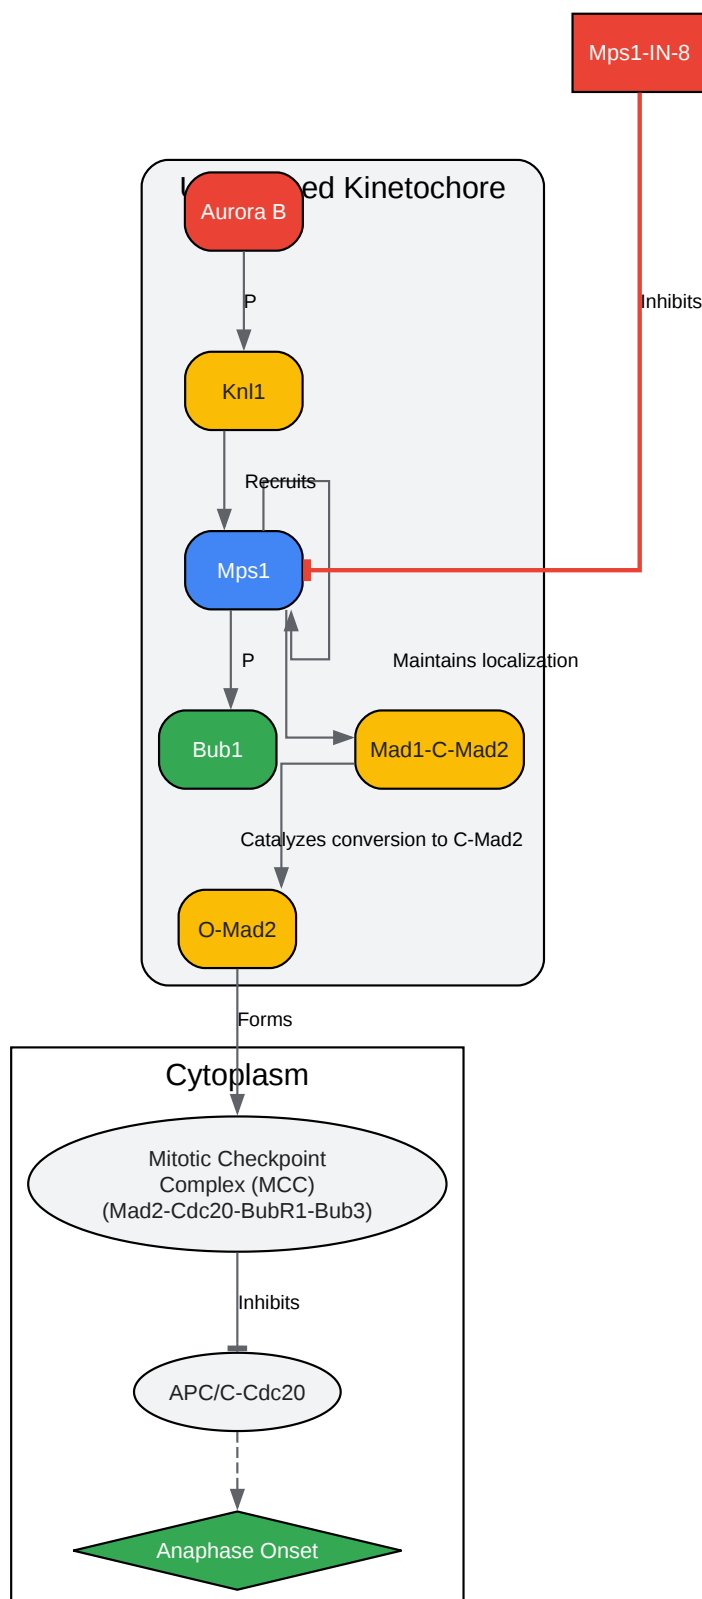 Mps1-IN-8
Kinetochore
Aurora B
P
Inhibits
Knl1
Recruits
Mps1
P
Maintains localization
Bub1
Mad1-C-Mad2
Catalyzes conversion to C-Mad2
O-Mad2
Forms
Cytoplasm
Mitotic Checkpoint
Complex (MCC)
(Mad2-Cdc20-BubR1-Bub3)
Inhibits
APC/C-Cdc20
Anaphase Onset